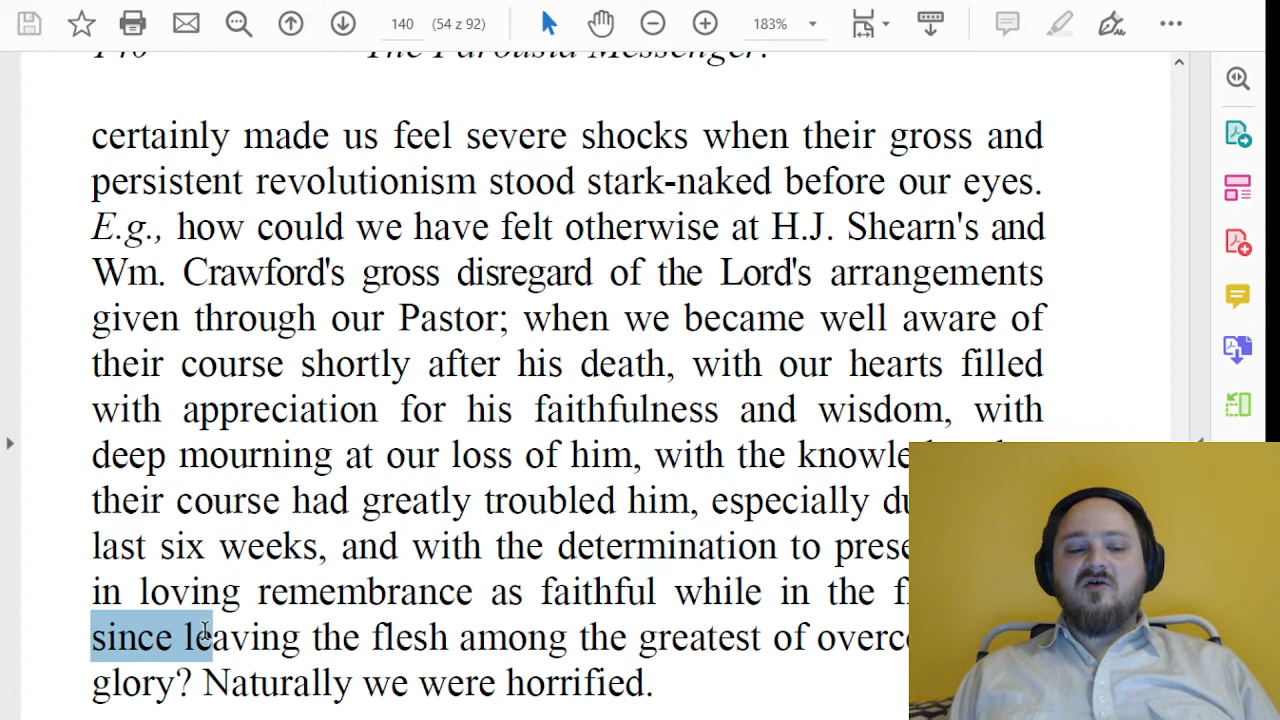 140 (54 z 92) 183%
The Parousia Messenger.
certainly made us feel severe shocks when their gross and
persistent revolutionism stood stark-naked before our eyes.
E.g., how could we have felt otherwise at H.J. Shearn's and
Wm. Crawford's gross disregard of the Lord's arrangements
given through our Pastor; when we became well aware of
their course shortly after his death, with our hearts filled
with appreciation for his faithfulness and wisdom, with
deep mourning at our loss of him, with the
their course had greatly troubled him, especially
last six weeks, and with the determination to
in loving remembrance as faithful while in the
since leaving the flesh among the greatest of
glory? Naturally we were horrified.